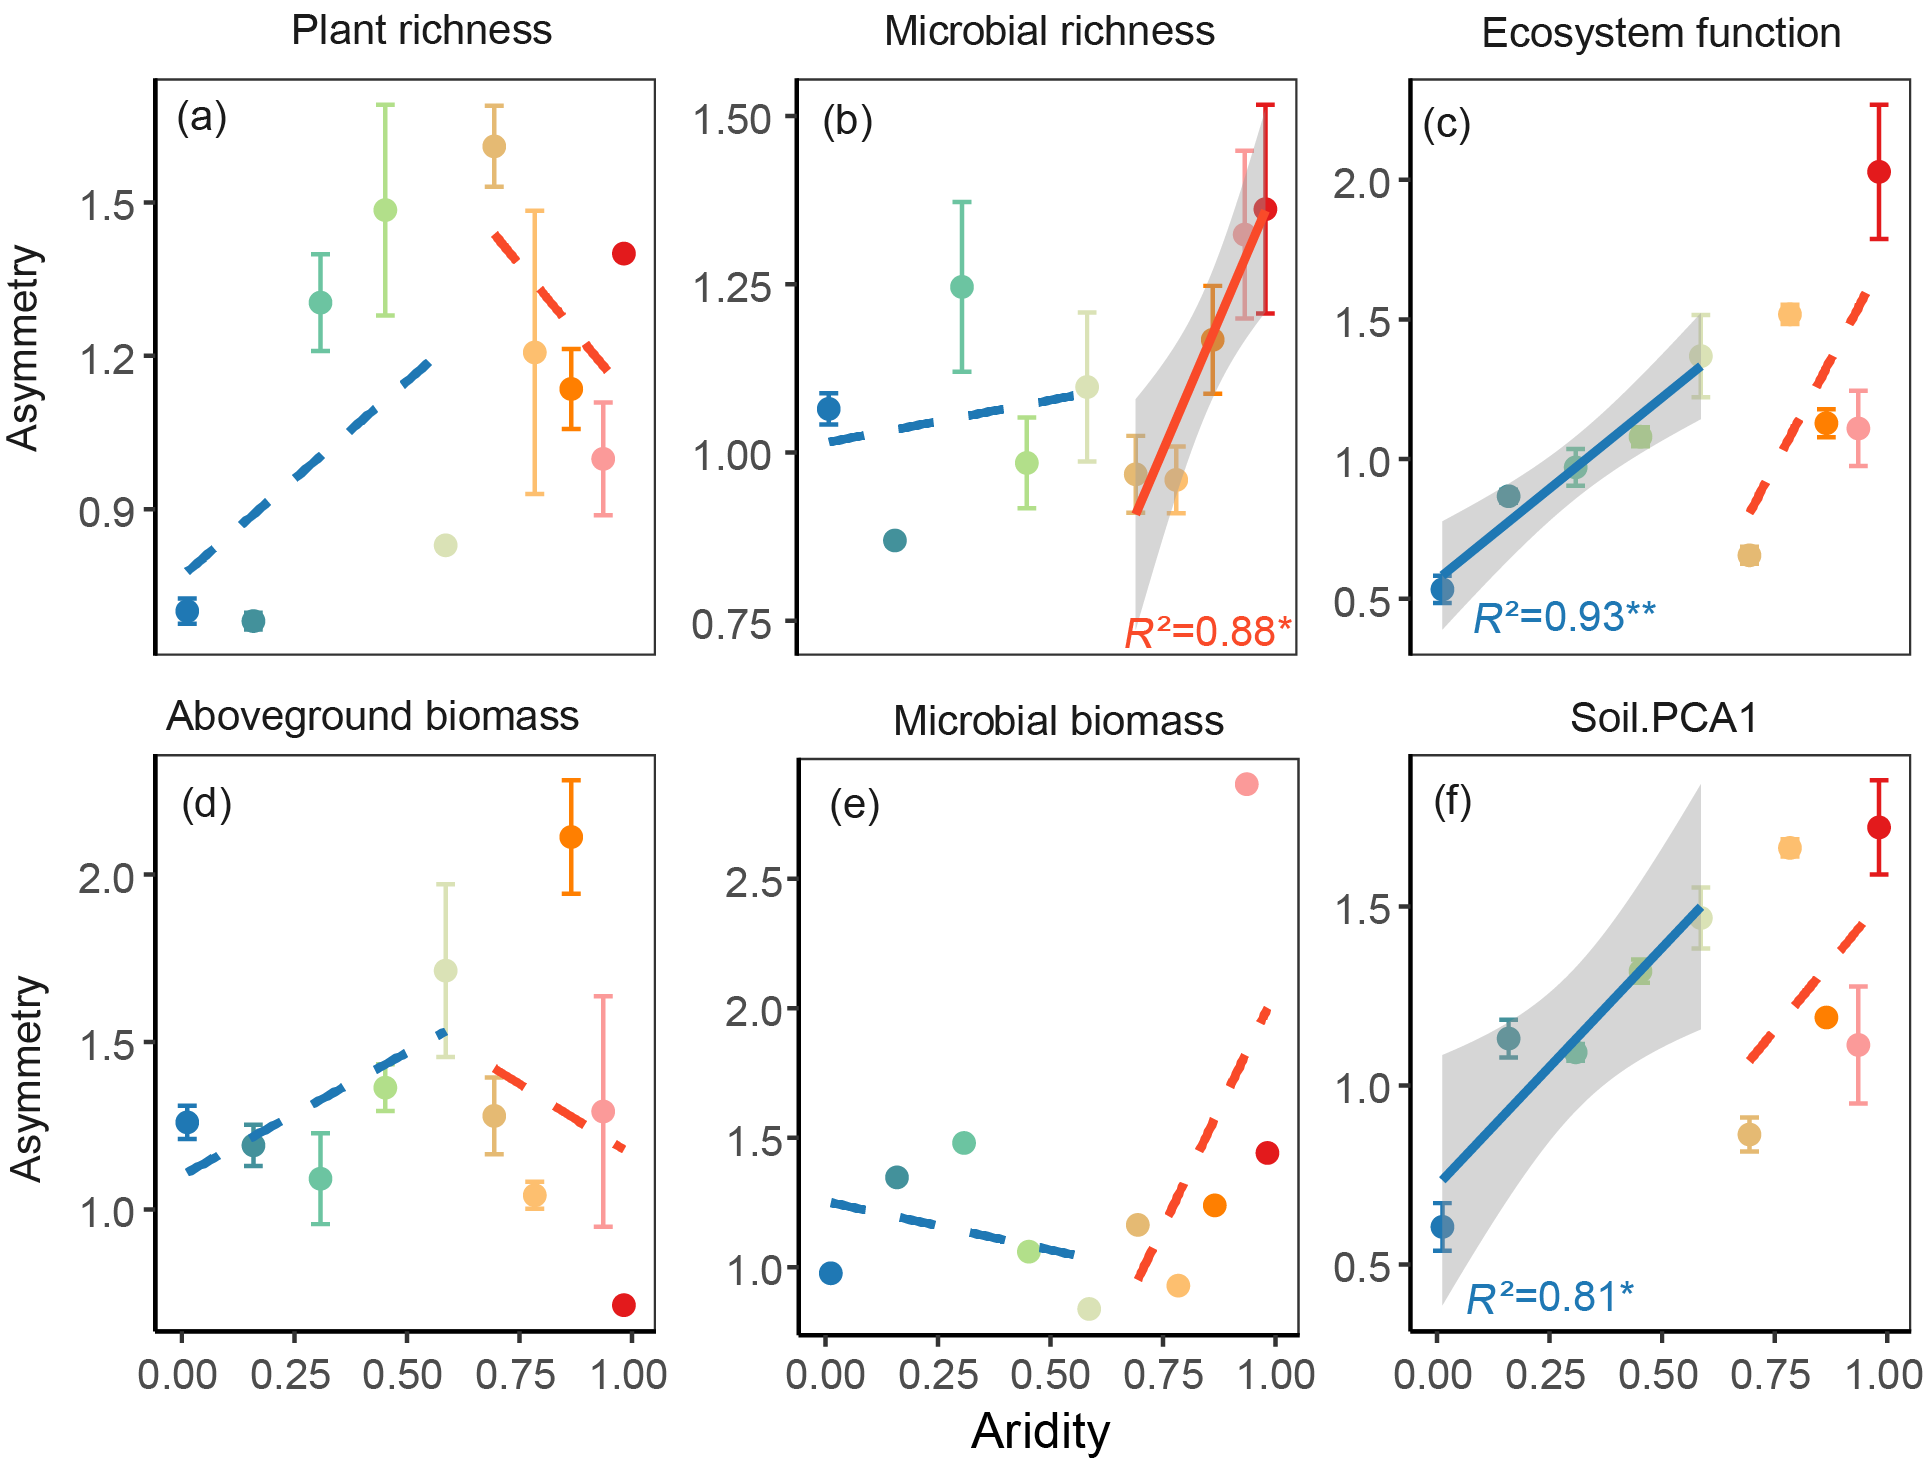 Plant richness
Microbial richness
Ecosystem function
Asymmetry
(a)
1.5
1.2
0.9
(b)
1.50
1.25
1.00
0.75
R²=0.88*
(c)
2.0
1.5
1.0
0.5
R²=0.93**
Aboveground biomass
Microbial biomass
Soil.PCA1
Asymmetry
(d)
2.0
1.5
1.0
(e)
2.5
2.0
1.5
1.0
(f)
1.5
1.0
0.5
R²=0.81*
0.00 0.25 0.50 0.75 1.00
0.00 0.25 0.50 0.75 1.00
0.00 0.25 0.50 0.75 1.00
Aridity